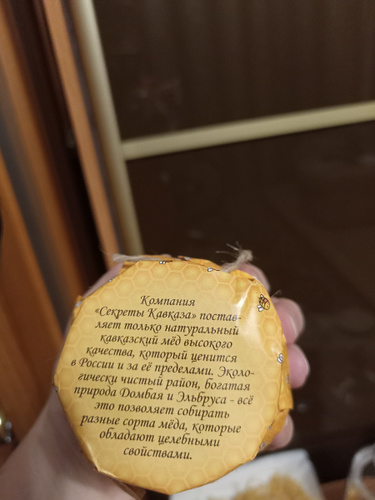 Компания
«Секреты Кавказа» постав-
ляет только натуральный
кавказский мёд высокого
качества, который ценится
в России и за её пределами. Эколо-
гически чистый район, богатая
природа Домбая и Эльбруса - всё
это позволяет собирать
разные сорта мёда, которые
обладают целебными
свойствами.